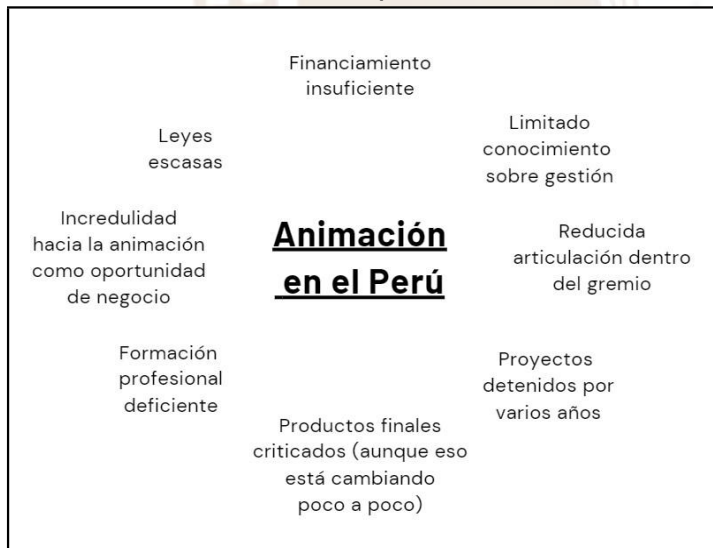 Financiamiento
insuficiente
Limitado
conocimiento
sobre gestión
Leyes
escasas
Incredulidad
hacia la animación
como oportunidad
de negocio
Animación
en el Perú
Reducida
articulación dentro
del gremio
Formación
profesional
deficiente
Proyectos
detenidos por
varios años
Productos finales
criticados (aunque eso
está cambiando
poco a poco)